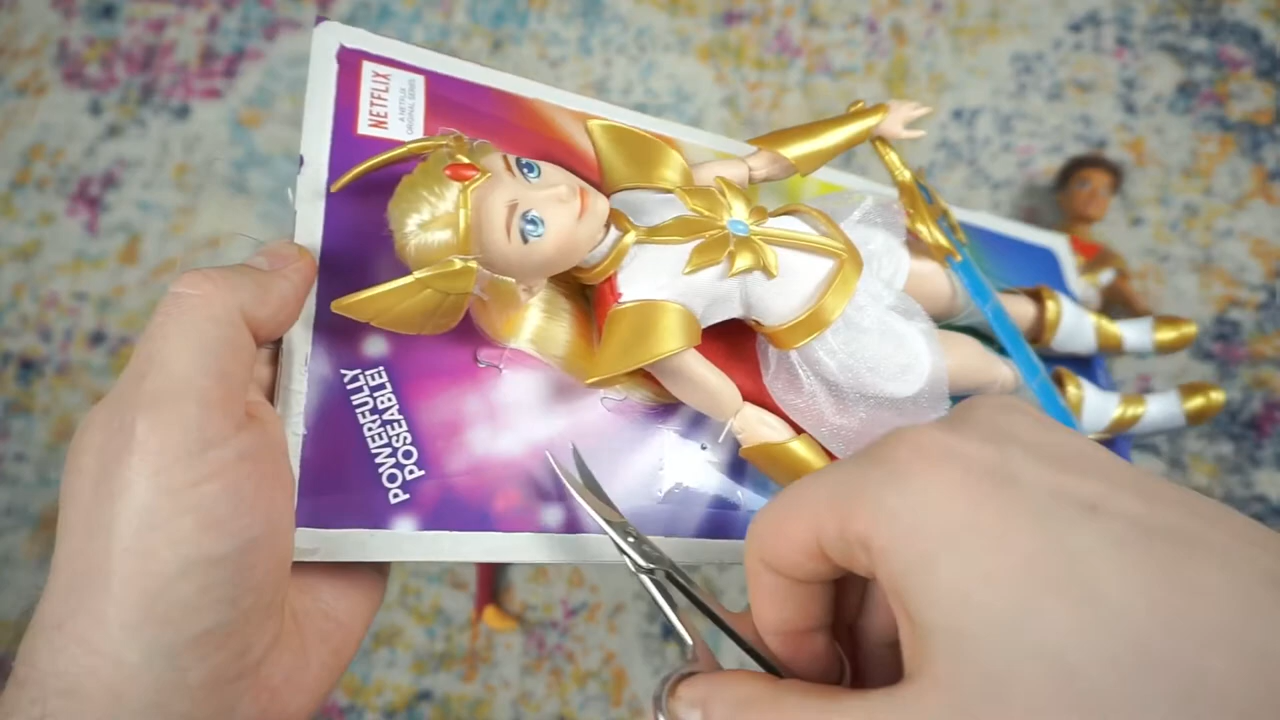 NETFLIX
A NETFLIX
ORIGINAL SERIES
POWERFULLY
POSEABLE!